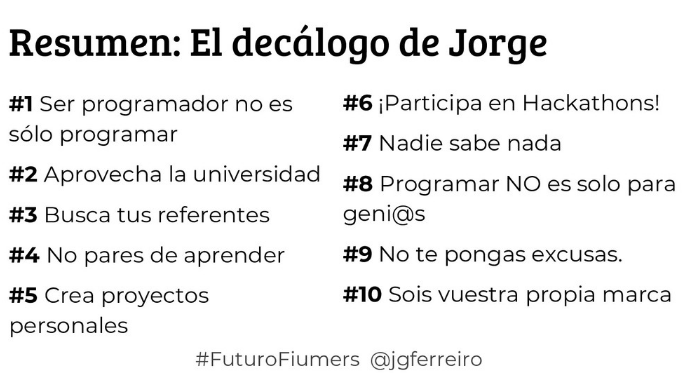 Resumen: El decálogo de Jorge
#1 Ser programador no es
sólo programar
#2 Aprovecha la universidad
#3 Busca tus referentes
#4 No pares de aprender
#5 Crea proyectos
personales
#6 ¡Participa en Hackathons!
#7 Nadie sabe nada
#8 Programar NO es solo para
geni@s
#9 No te pongas excusas.
#10 Sois vuestra propia marca
#FuturoFiumers @jgferreiro